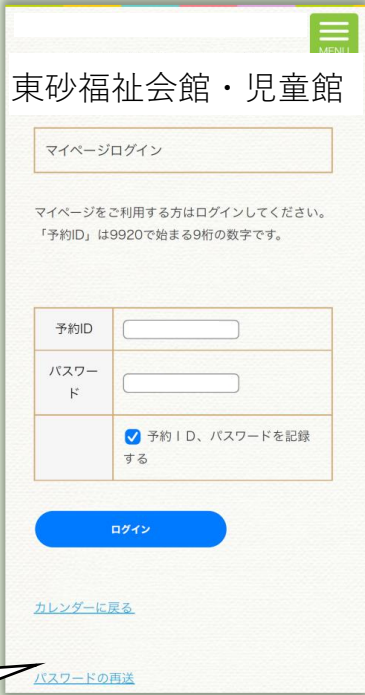 MENU
東砂福祉会館・児童館
マイページログイン
マイページをご利用する方はログインしてください。
「予約ID」は9920で始まる9桁の数字です。
予約ID
パスワー
ド
予約ＩＤ、パスワードを記録
する
ログイン
カレンダーに戻る
パスワードの再送